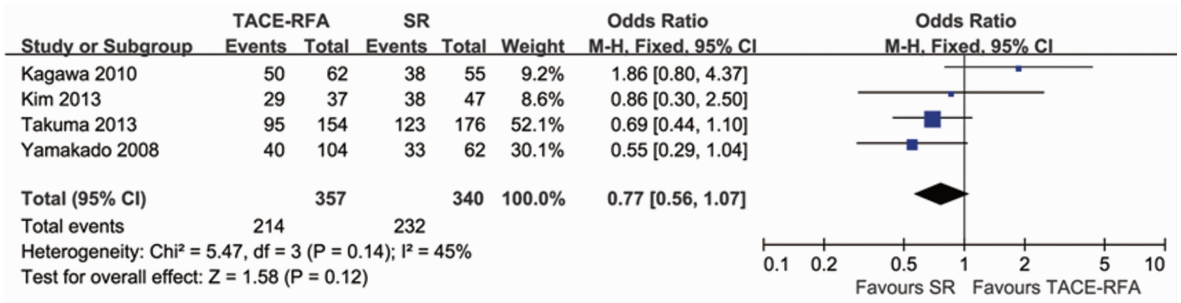 TACE-RFA SR Odds Ratio Odds Ratio
Study or Subgroup Events Total Events Total Weight M-H, Fixed, 95% CI M-H, Fixed, 95% CI
Kagawa 2010 50 62 38 55 9.2% 1.86 [0.80, 4.37]
Kim 2013 29 37 38 47 8.6% 0.86 [0.30, 2.50]
Takuma 2013 95 154 123 176 52.1% 0.69 [0.44, 1.10]
Yamakado 2008 40 104 33 62 30.1% 0.55 [0.29, 1.04]
Total (95% CI) 357 340 100.0% 0.77 [0.56, 1.07]
Total events 214 232
Heterogeneity: Chi² = 5.47, df = 3 (P = 0.14); I² = 45%
Test for overall effect: Z = 1.58 (P = 0.12)
0.1 0.2 0.5 1 2 5 10
Favours SR Favours TACE-RFA